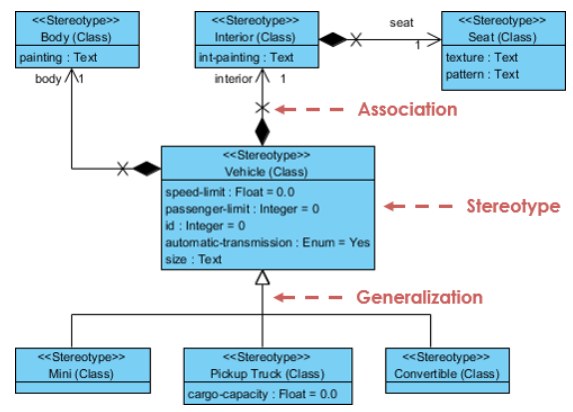 <<Stereotype>>
Body (Class)
painting : Text
<<Stereotype>>
Interior (Class)
int-painting : Text
seat
1
<<Stereotype>>
Seat (Class)
texture : Text
pattern : Text
body
1
interior
1
Association
<<Stereotype>>
Vehicle (Class)
speed-limit : Float = 0.0
passenger-limit : Integer = 0
id : Integer = 0
automatic-transmission : Enum = Yes
size : Text
Stereotype
Generalization
<<Stereotype>>
Mini (Class)
<<Stereotype>>
Pickup Truck (Class)
cargo-capacity : Float = 0.0
<<Stereotype>>
Convertible (Class)